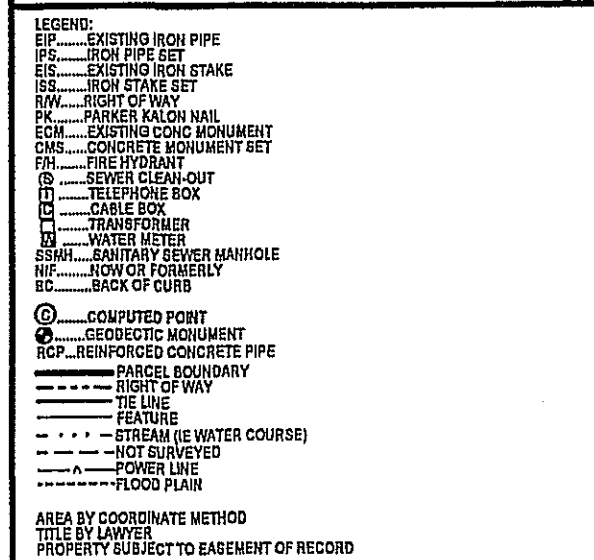 LEGEND:
EIP.......EXISTING IRON PIPE
IPS.......IRON PIPE SET
EIS.......EXISTING IRON STAKE
ISS.......IRON STAKE SET
R/W......RIGHT OF WAY
PK.......PARKER KALON NAIL
ECM......EXISTING CONC MONUMENT
CMS......CONCRETE MONUMENT SET
F/H.......FIRE HYDRANT
S .......SEWER CLEAN-OUT
T ........TELEPHONE BOX
C ........CABLE BOX
........TRANSFORMER
W ......WATER METER
SSMH.....SANITARY SEWER MANHOLE
N/F.........NOW OR FORMERLY
BC.........BACK OF CURB
C........COMPUTED POINT
........GEODECTIC MONUMENT
RCP...REINFORCED CONCRETE PIPE
PARCEL BOUNDARY
RIGHT OF WAY
TIE LINE
FEATURE
STREAM (IE WATER COURSE)
NOT SURVEYED
POWER LINE
FLOOD PLAIN
AREA BY COORDINATE METHOD
TITLE BY LAWYER
PROPERTY SUBJECT TO EASEMENT OF RECORD